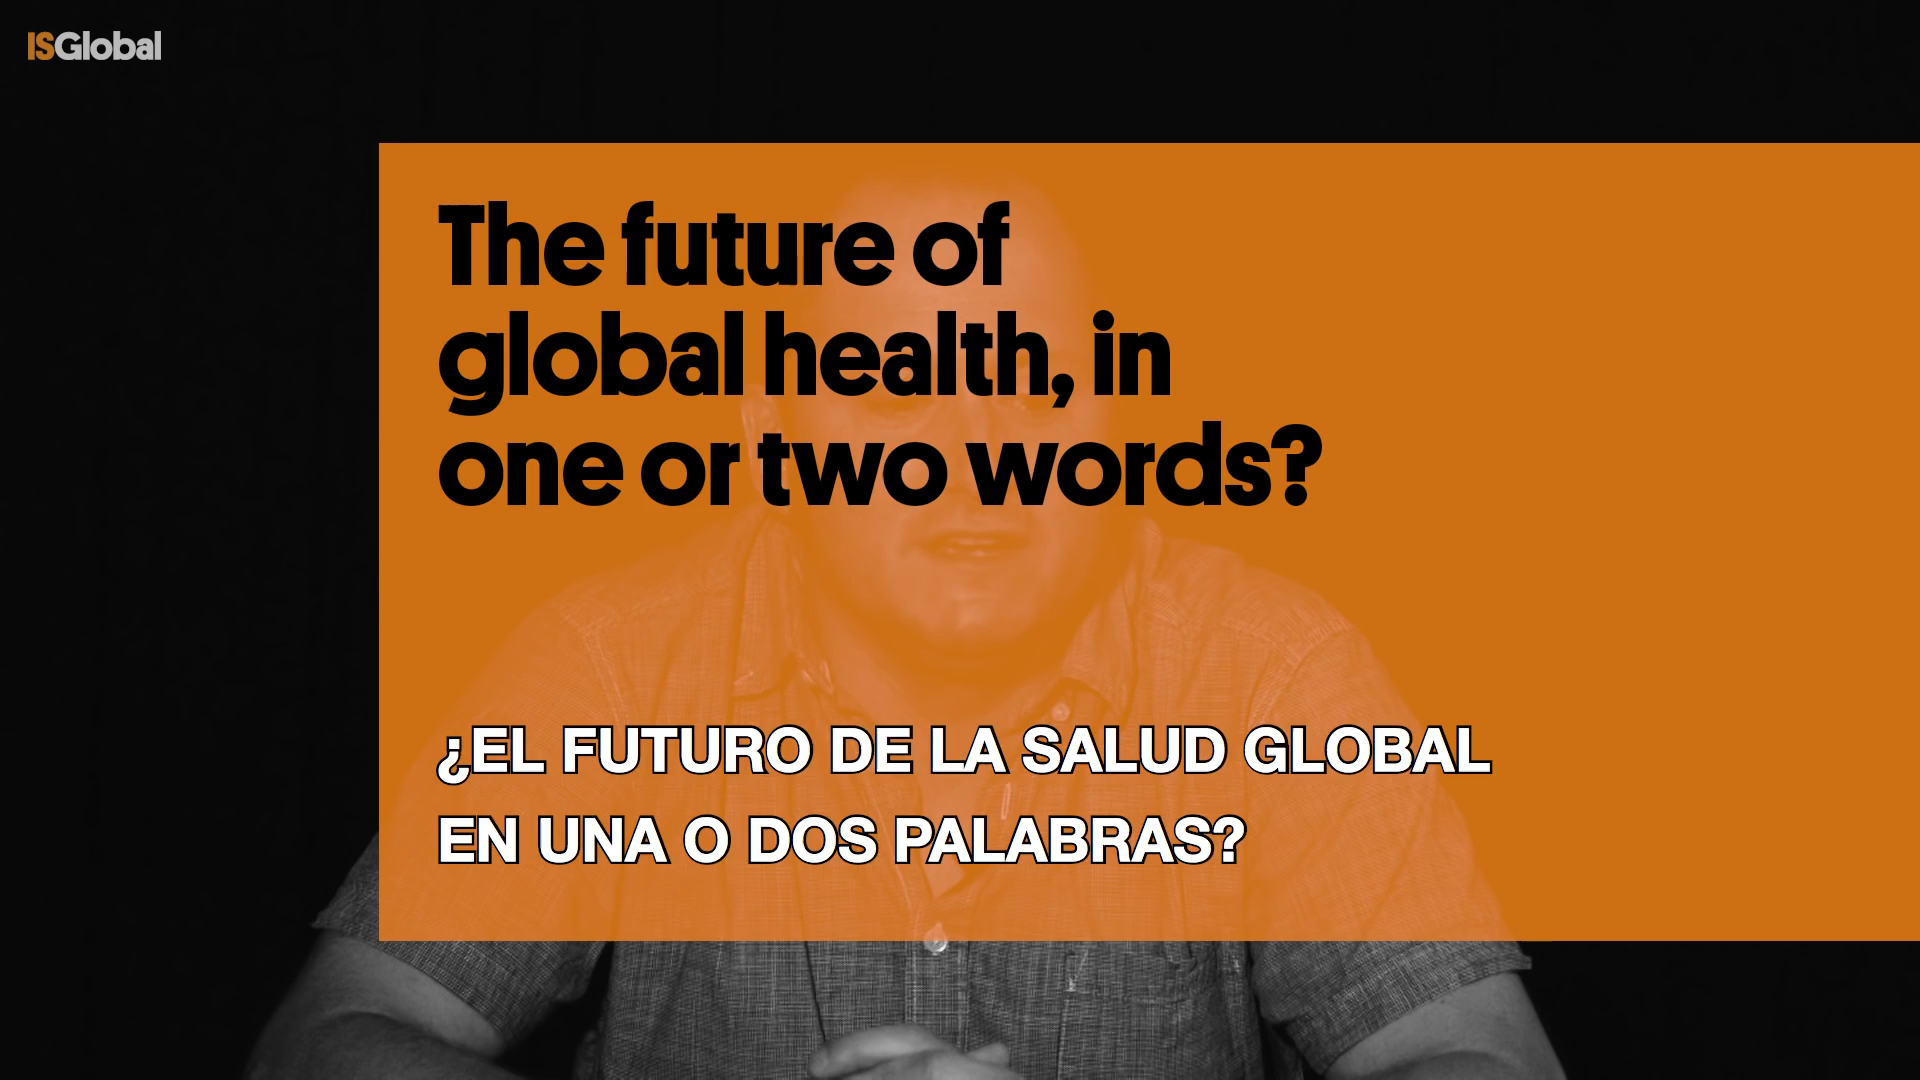 ISGlobal
The future of
global health, in
one or two words?
¿EL FUTURO DE LA SALUD GLOBAL
EN UNA O DOS PALABRAS?